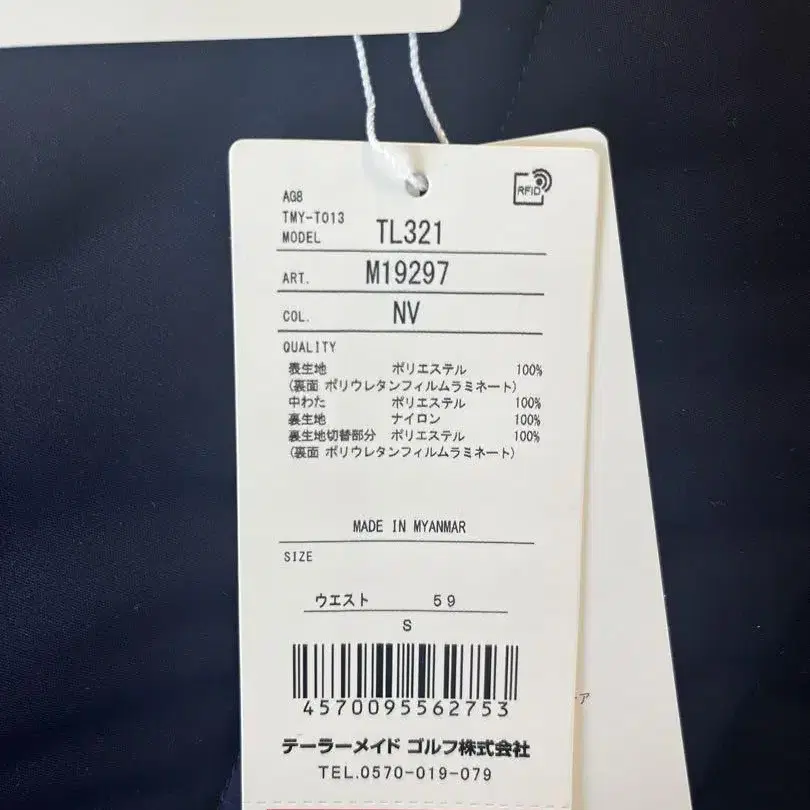 RFID
AG8
TMY-T013
MODEL TL321
ART. M19297
COL. NV
QUALITY
表生地 ポリエステル 100%
(裏面 ポリウレタンフィルムラミネート)
中わた ポリエステル 100%
裏生地 ナイロン 100%
裏生地切替部分 ポリエステル 100%
(裏面 ポリウレタンフィルムラミネート)
MADE IN MYANMAR
SIZE
ウエスト 59
S
4570095562753
テーラーメイド ゴルフ株式会社
TEL.0570-019-079